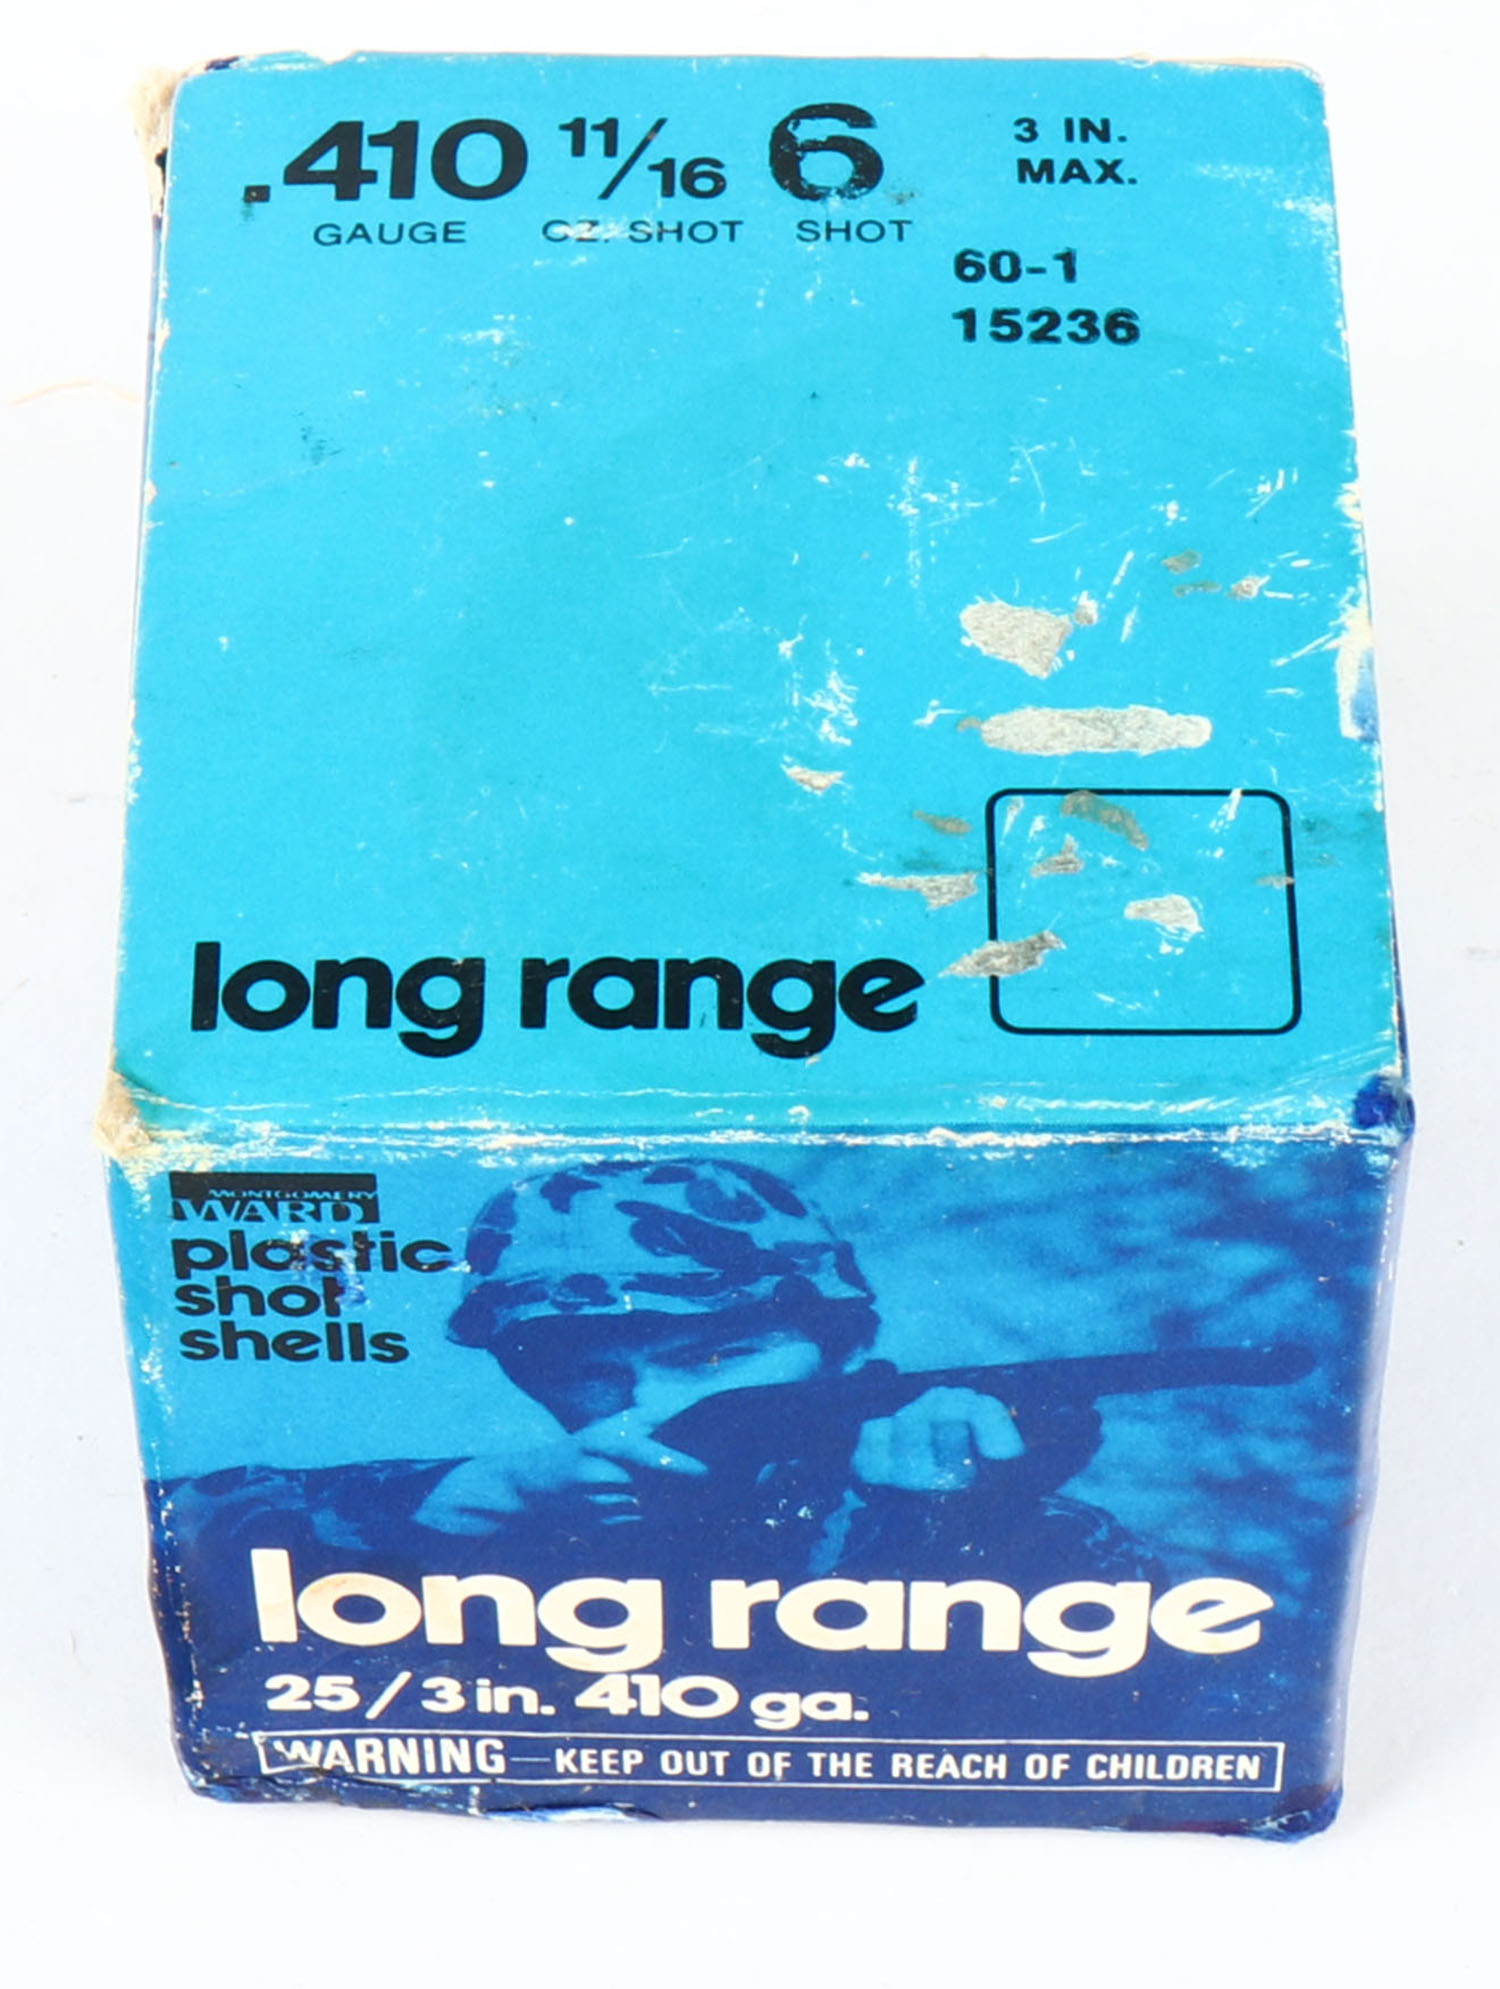 .410 11/16 6 3 IN.
MAX.
GAUGE OZ. SHOT SHOT
60-1
15236
long range
MONTGOMERY
WARD
plastic
shot
shells
long range
25/3 in. 410 ga.
WARNING—KEEP OUT OF THE REACH OF CHILDREN